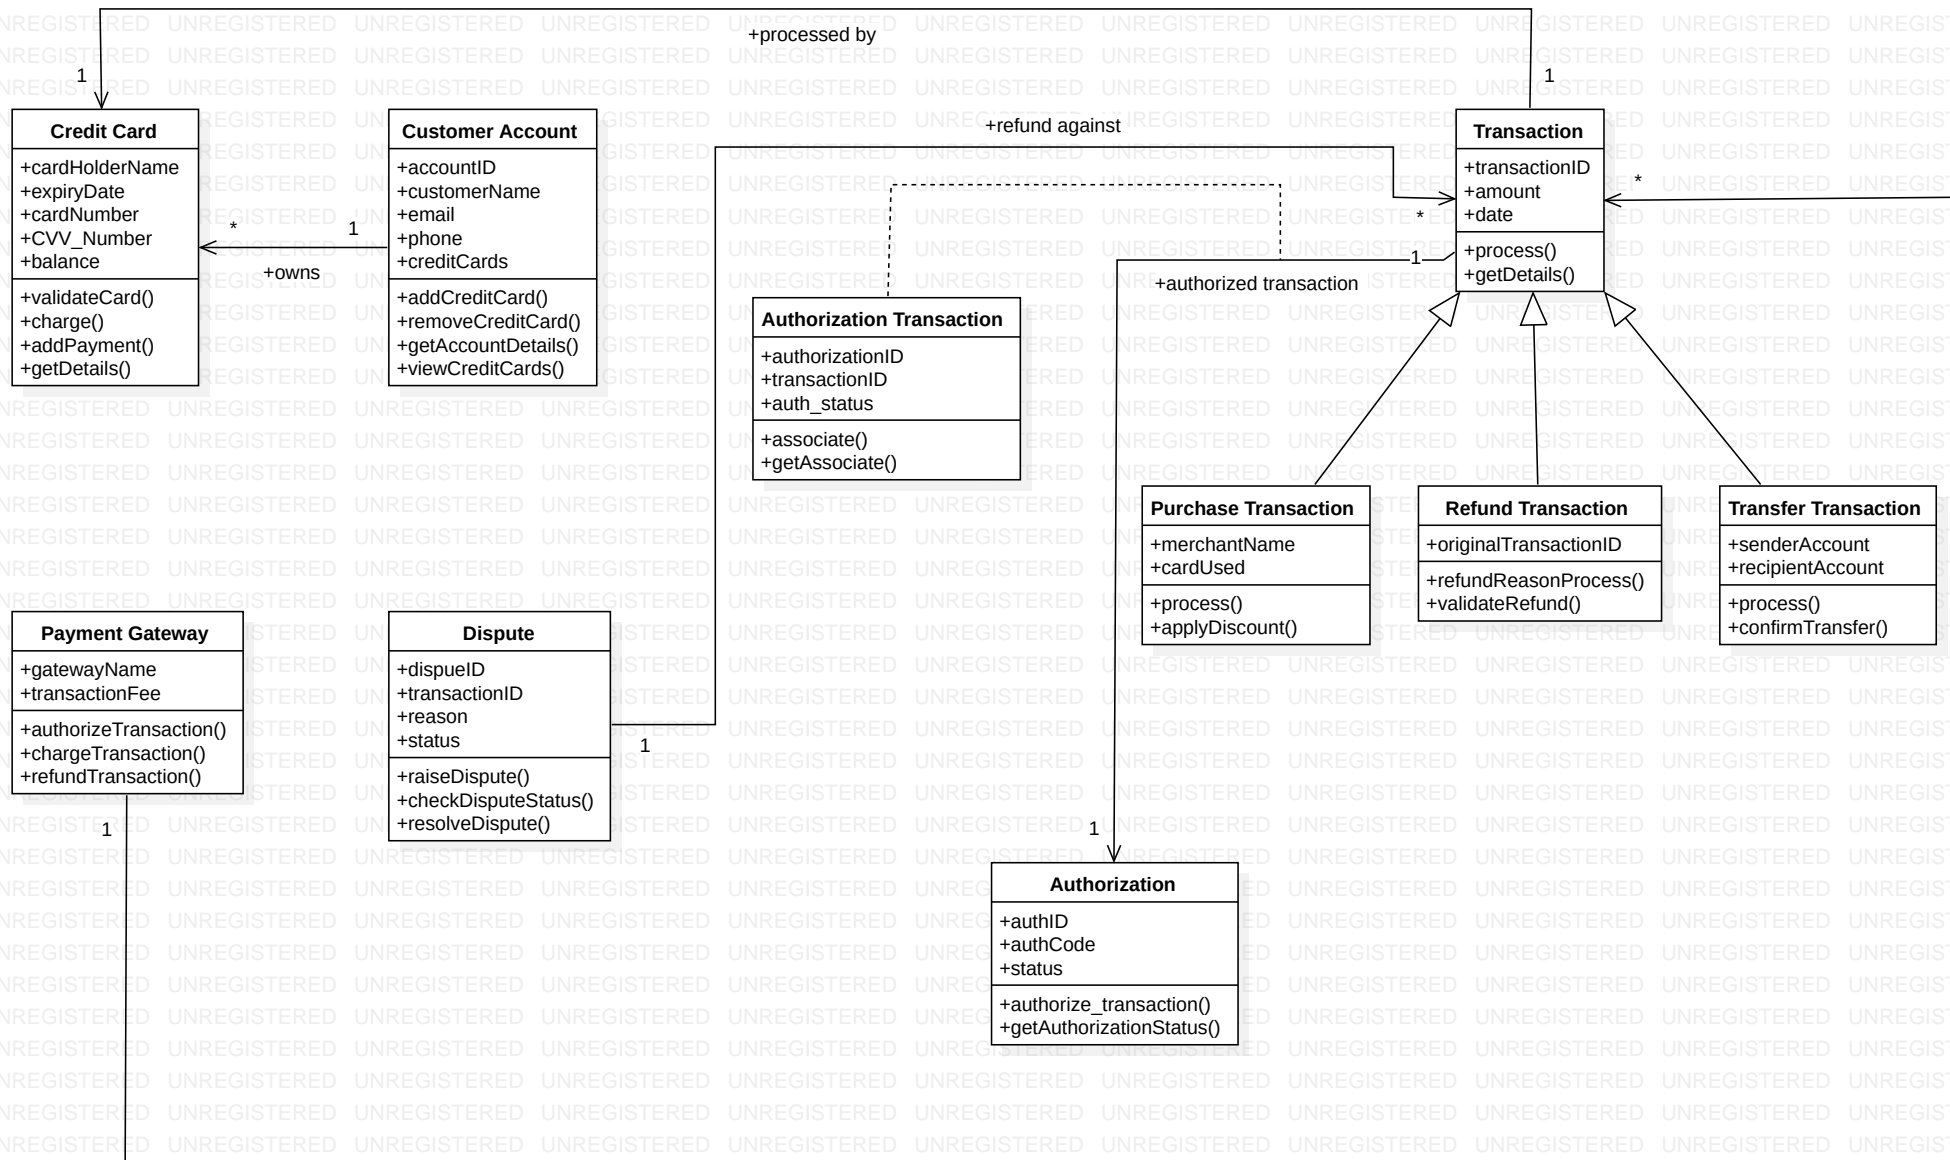 +processed by
1
1
Credit Card
+cardHolderName
+expiryDate
+cardNumber
+CVV_Number
+balance
+validateCard()
+charge()
+addPayment()
+getDetails()
*
1
+owns
Customer Account
+accountID
+customerName
+email
+phone
+creditCards
+addCreditCard()
+removeCreditCard()
+getAccountDetails()
+viewCreditCards()
+refund against
*
Transaction
+transactionID
+amount
+date
+process()
+getDetails()
*
1
+authorized transaction
Authorization Transaction
+authorizationID
+transactionID
+auth_status
+associate()
+getAssociate()
Purchase Transaction
+merchantName
+cardUsed
+process()
+applyDiscount()
Refund Transaction
+originalTransactionID
+refundReasonProcess()
+validateRefund()
Transfer Transaction
+senderAccount
+recipientAccount
+process()
+confirmTransfer()
Payment Gateway
+gatewayName
+transactionFee
+authorizeTransaction()
+chargeTransaction()
+refundTransaction()
1
Dispute
+dispueID
+transactionID
+reason
+status
+raiseDispute()
+checkDisputeStatus()
+resolveDispute()
1
1
Authorization
+authID
+authCode
+status
+authorize_transaction()
+getAuthorizationStatus()
UNREGISTERED